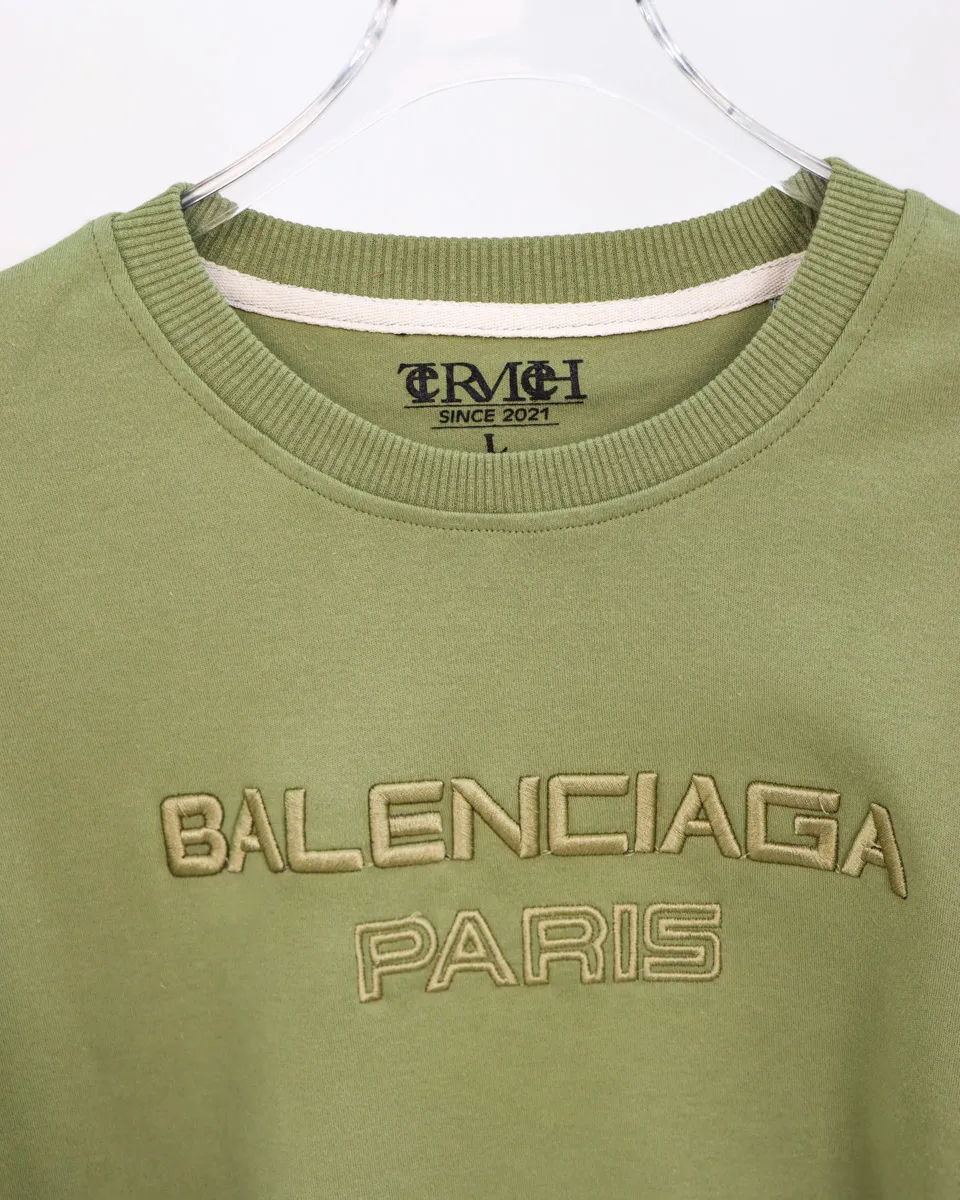 SINCE 2021
L
BALENCIAGA
PARIS